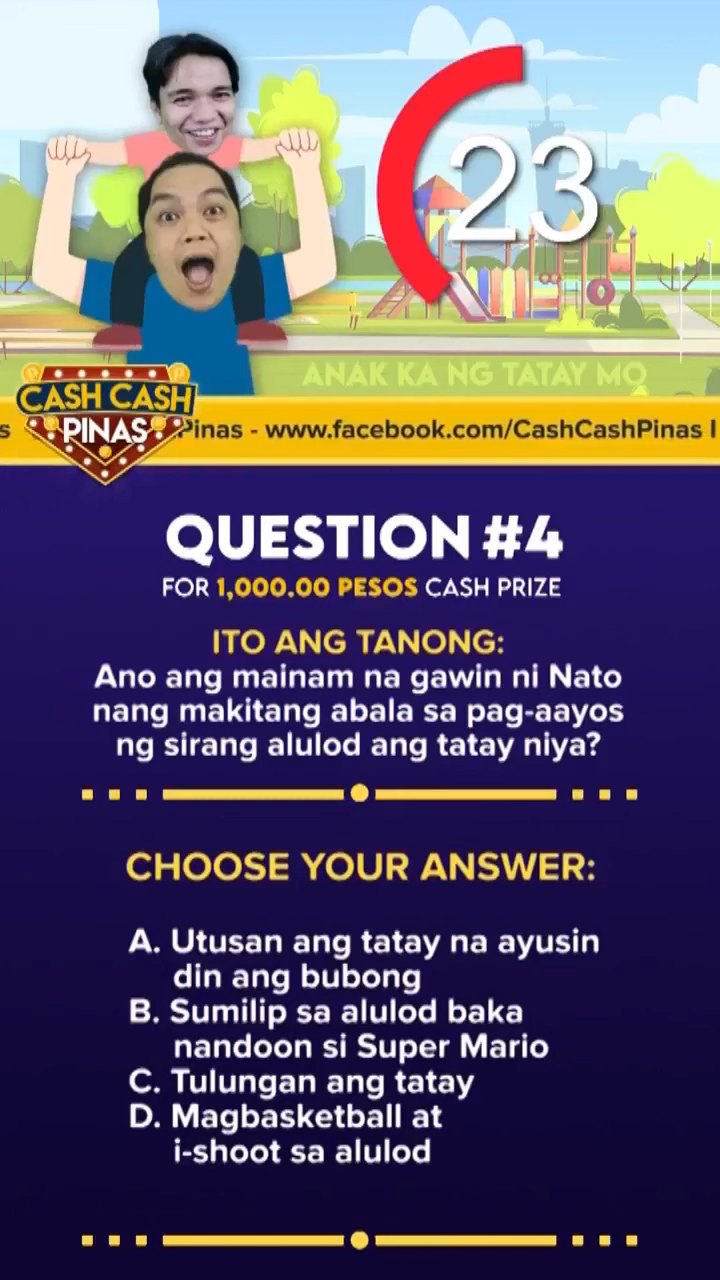 23
ANAK KA NG TATAY MO
CASH CASH
PINAS
s
Pinas - www.facebook.com/CashCashPinas I
QUESTION #4
FOR 1,000.00 PESOS CASH PRIZE
ITO ANG TANONG:
Ano ang mainam na gawin ni Nato
nang makitang abala sa pag-aayos
ng sirang alulod ang tatay niya?
CHOOSE YOUR ANSWER:
A. Utusan ang tatay na ayusin
din ang bubong
B. Sumilip sa alulod baka
nandoon si Super Mario
C. Tulungan ang tatay
D. Magbasketball at
i-shoot sa alulod